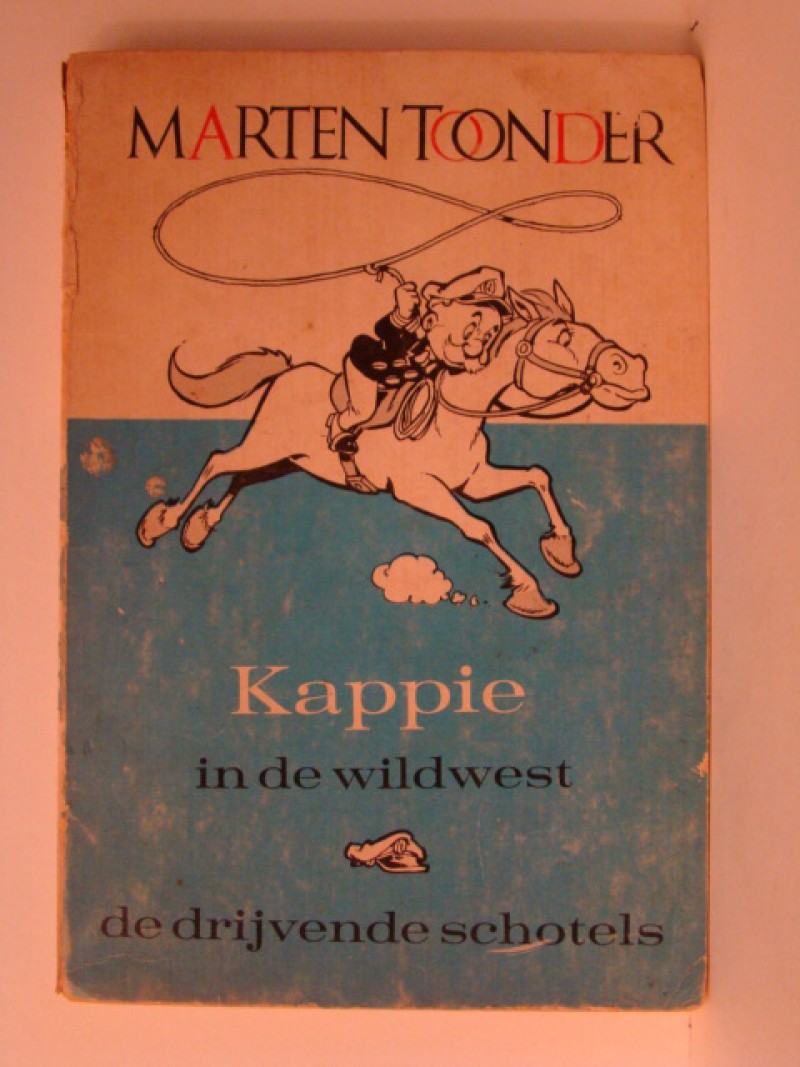 MARTEN TOONDER
Kappie
in de wildwest
de drijvende schotels